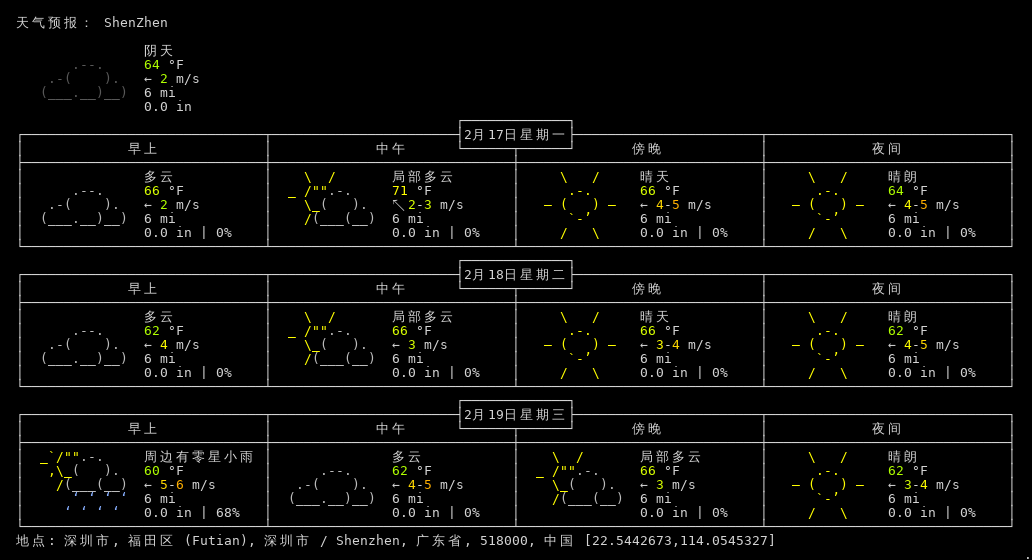 天气预报： ShenZhen
阴天
64 °F
← 2 m/s
6 mi
0.0 in
2月17日星期一
早上 中午 傍晚 夜间
多云 局部多云 晴天 晴朗
66 °F 71 °F 66 °F 64 °F
← 2 m/s ↖ 2-3 m/s ← 4-5 m/s ← 4-5 m/s
6 mi 6 mi 6 mi 6 mi
0.0 in | 0% 0.0 in | 0% 0.0 in | 0% 0.0 in | 0%
2月18日星期二
早上 中午 傍晚 夜间
多云 局部多云 晴天 晴朗
62 °F 66 °F 66 °F 62 °F
← 4 m/s ← 3 m/s ← 3-4 m/s ← 4-5 m/s
6 mi 6 mi 6 mi 6 mi
0.0 in | 0% 0.0 in | 0% 0.0 in | 0% 0.0 in | 0%
2月19日星期三
早上 中午 傍晚 夜间
周边有零星小雨 多云 局部多云 晴朗
60 °F 62 °F 66 °F 62 °F
← 5-6 m/s ← 4-5 m/s ← 3 m/s ← 3-4 m/s
6 mi 6 mi 6 mi 6 mi
0.0 in | 68% 0.0 in | 0% 0.0 in | 0% 0.0 in | 0%
地点: 深圳市, 福田区 (Futian), 深圳市 / Shenzhen, 广东省, 518000, 中国 [22.5442673,114.0545327]